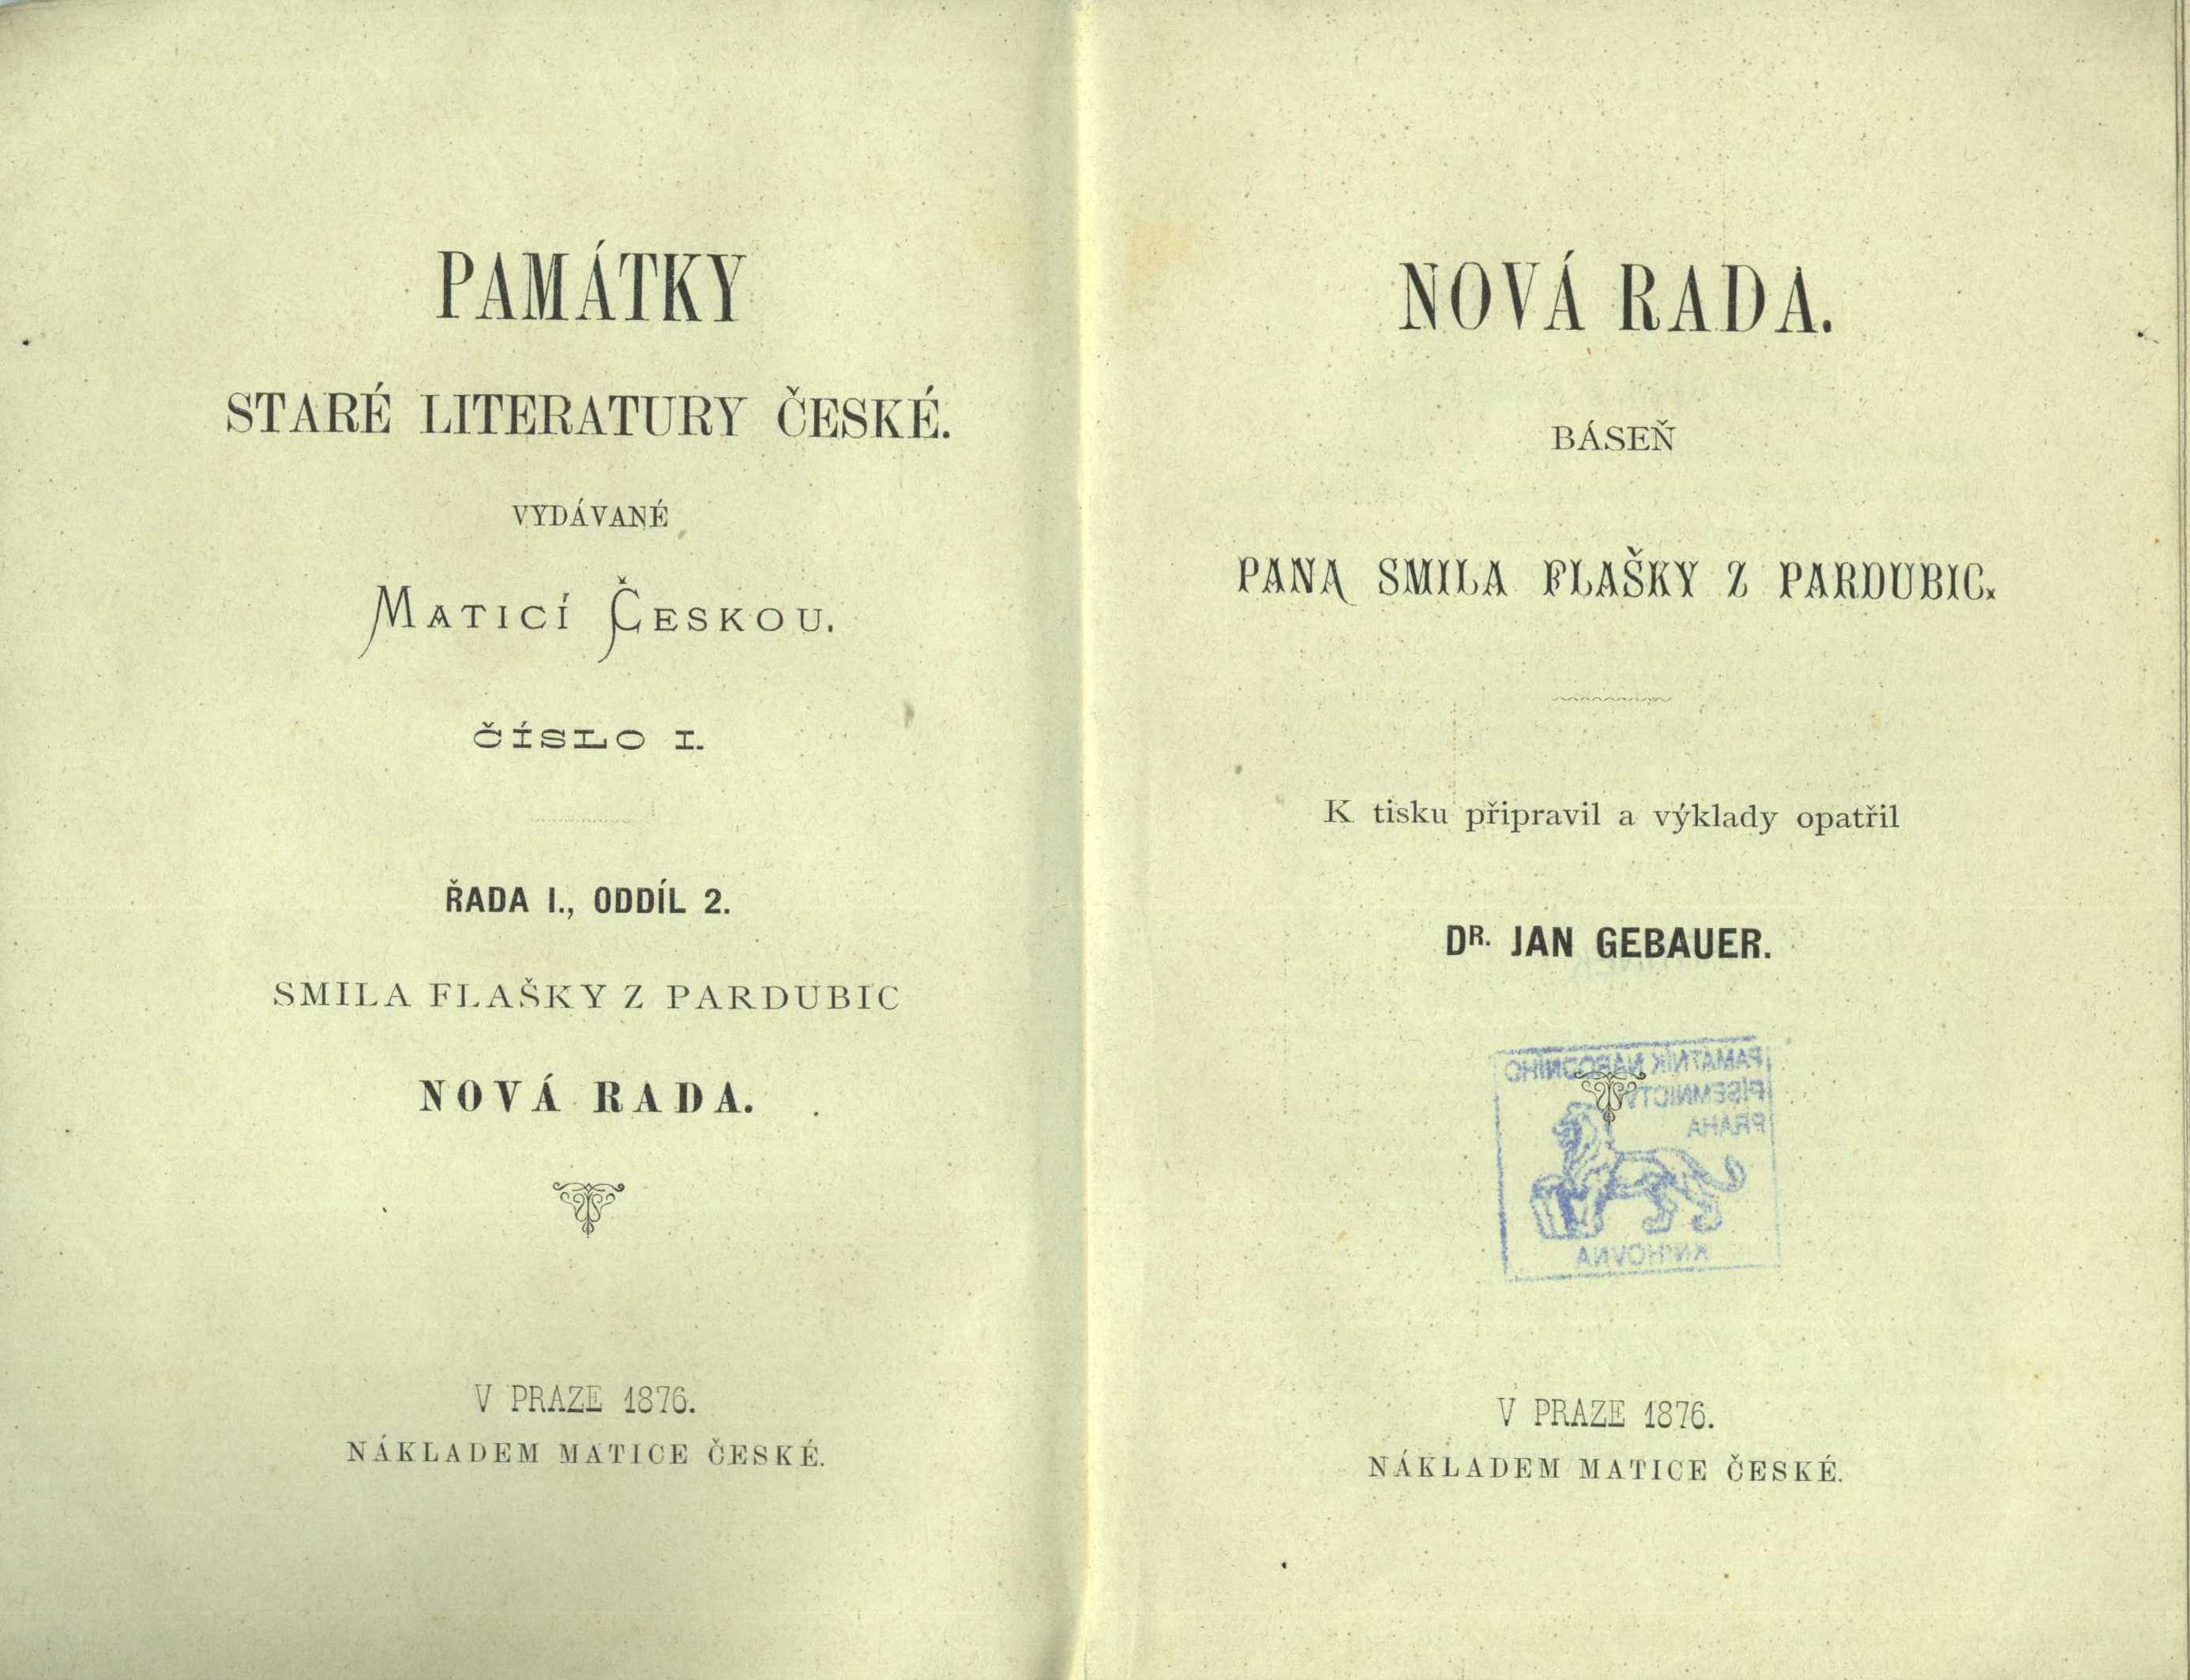 PAMÁTKY
STARÉ LITERATURY ČESKÉ.
VYDÁVANÉ
MATICÍ ČESKOU.
ČÍSLO I.
ŘADA I., ODDÍL 2.
SMILA FLAŠKY Z PARDUBIC
NOVÁ RADA.
V PRAZE 1876.
NÁKLADEM MATICE ČESKÉ.
NOVÁ RADA.
BÁSEŇ
PANA SMILA FLAŠKY Z PARDUBIC.
K tisku připravil a výklady opatřil
DR. JAN GEBAUER.
PAMÁTNÍK NÁRODNÍHO
PÍSEMNICTVÍ
PRAHA
KNIHOVNA
V PRAZE 1876.
NÁKLADEM MATICE ČESKÉ.